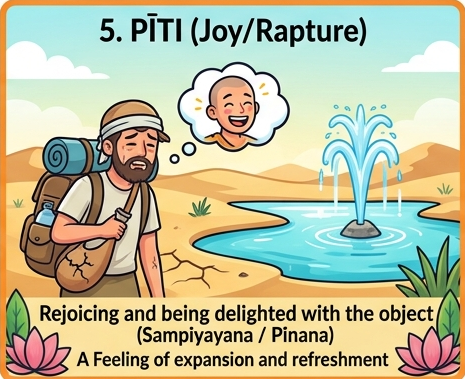 5. PĪTI (Joy/Rapture)
Rejoicing and being delighted with the object
(Sampiyayana / Pinana)
A Feeling of expansion and refreshment